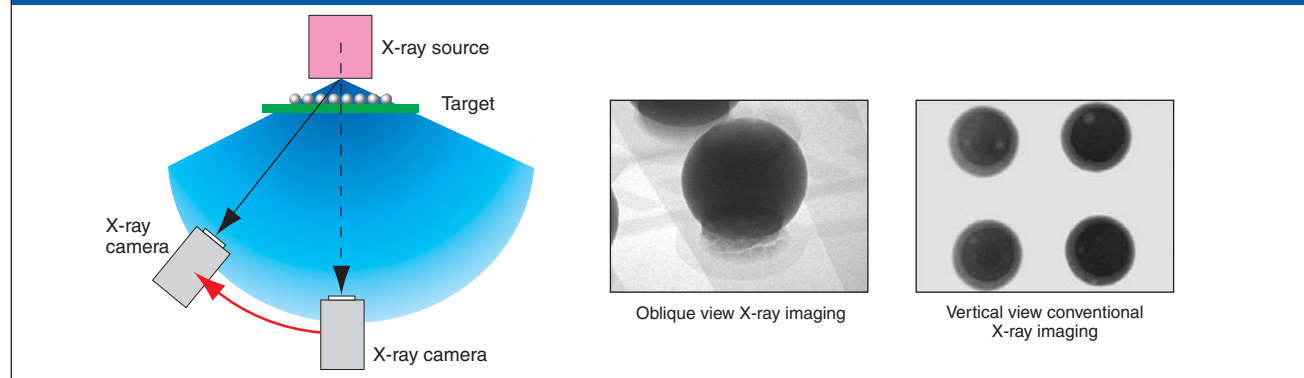 X-ray source
Target
X-ray
camera
X-ray camera
Oblique view X-ray imaging
Vertical view conventional
X-ray imaging